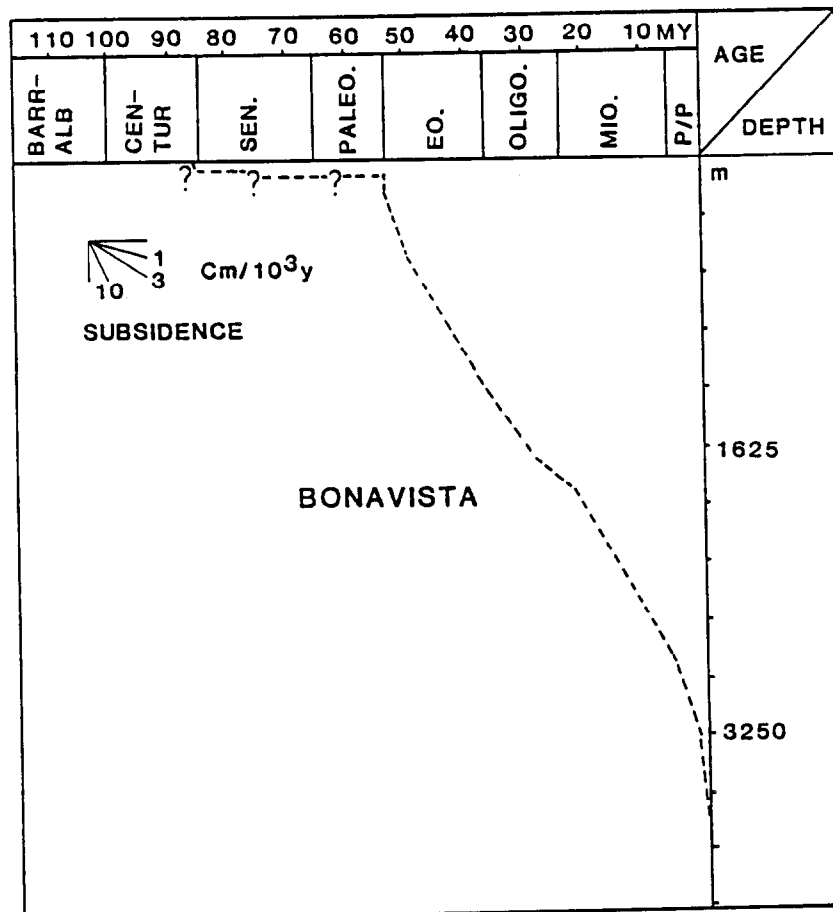 110 100 90 80 70 60 50 40 30 20 10 MY
AGE
DEPTH
BARR-
ALB
CEN-
TUR
SEN.
PALEO.
EO.
OLIGO.
MIO.
P/P
m
? ? ?
1
3
10
Cm/10³y
SUBSIDENCE
1625
BONAVISTA
3250